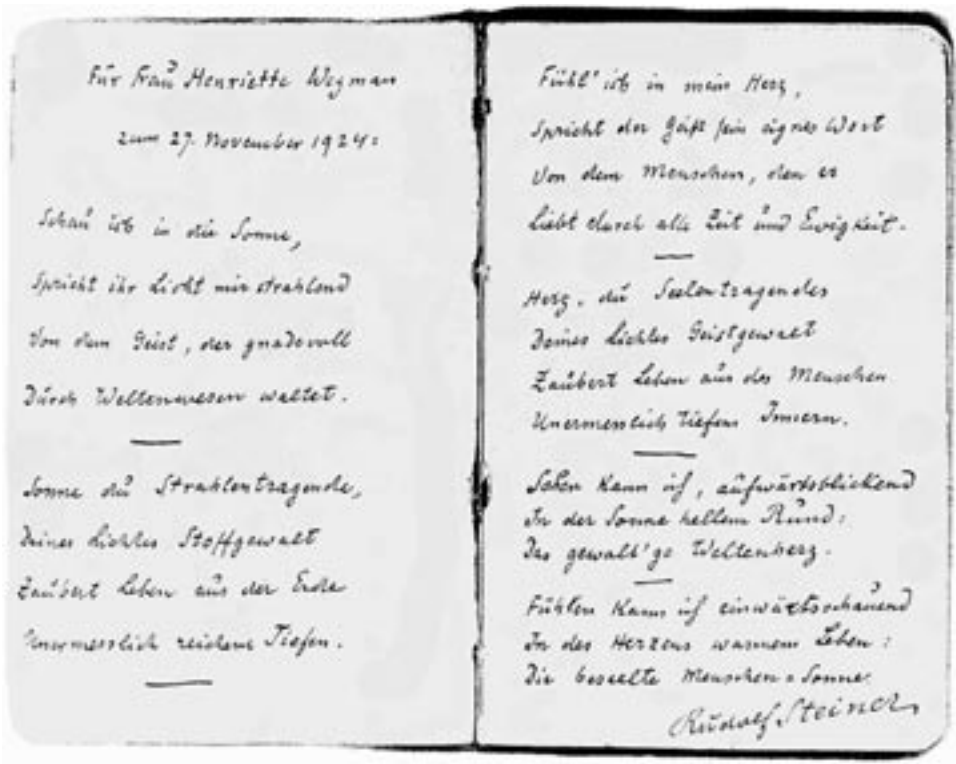 Für Frau Henriette Wegman
zum 27. November 1924:
Schau ich in die Sonne,
Spricht ihr Licht mir strahlend
Von dem Geist, der gnadevoll
Durch Weltenwesen waltet.
Sonne du Strahlentragende,
Deines Lichtes Stoffgewalt
Zaubert Leben aus der Erde
Unermesslich reichen Tiefen.
Fühl' ich in mein Herz,
Spricht der Geist sein eignes Wort
Von dem Menschen, den er
Liebt durch alle Zeit und Ewigkeit.
Herz, du Seelentragendes
Deines Lichtes Geistgewalt
Zaubert Leben aus des Menschen
Unermesslich tiefem Innern.
Sehen kann ich, aufwärtsblickend
In der Sonne hellem Rund:
Das gewalt'ge Weltenherz.
Fühlen kann ich einwärtsschauend
In des Herzens warmem Leben:
Die beseelte Menschen=Sonne.
Rudolf Steiner